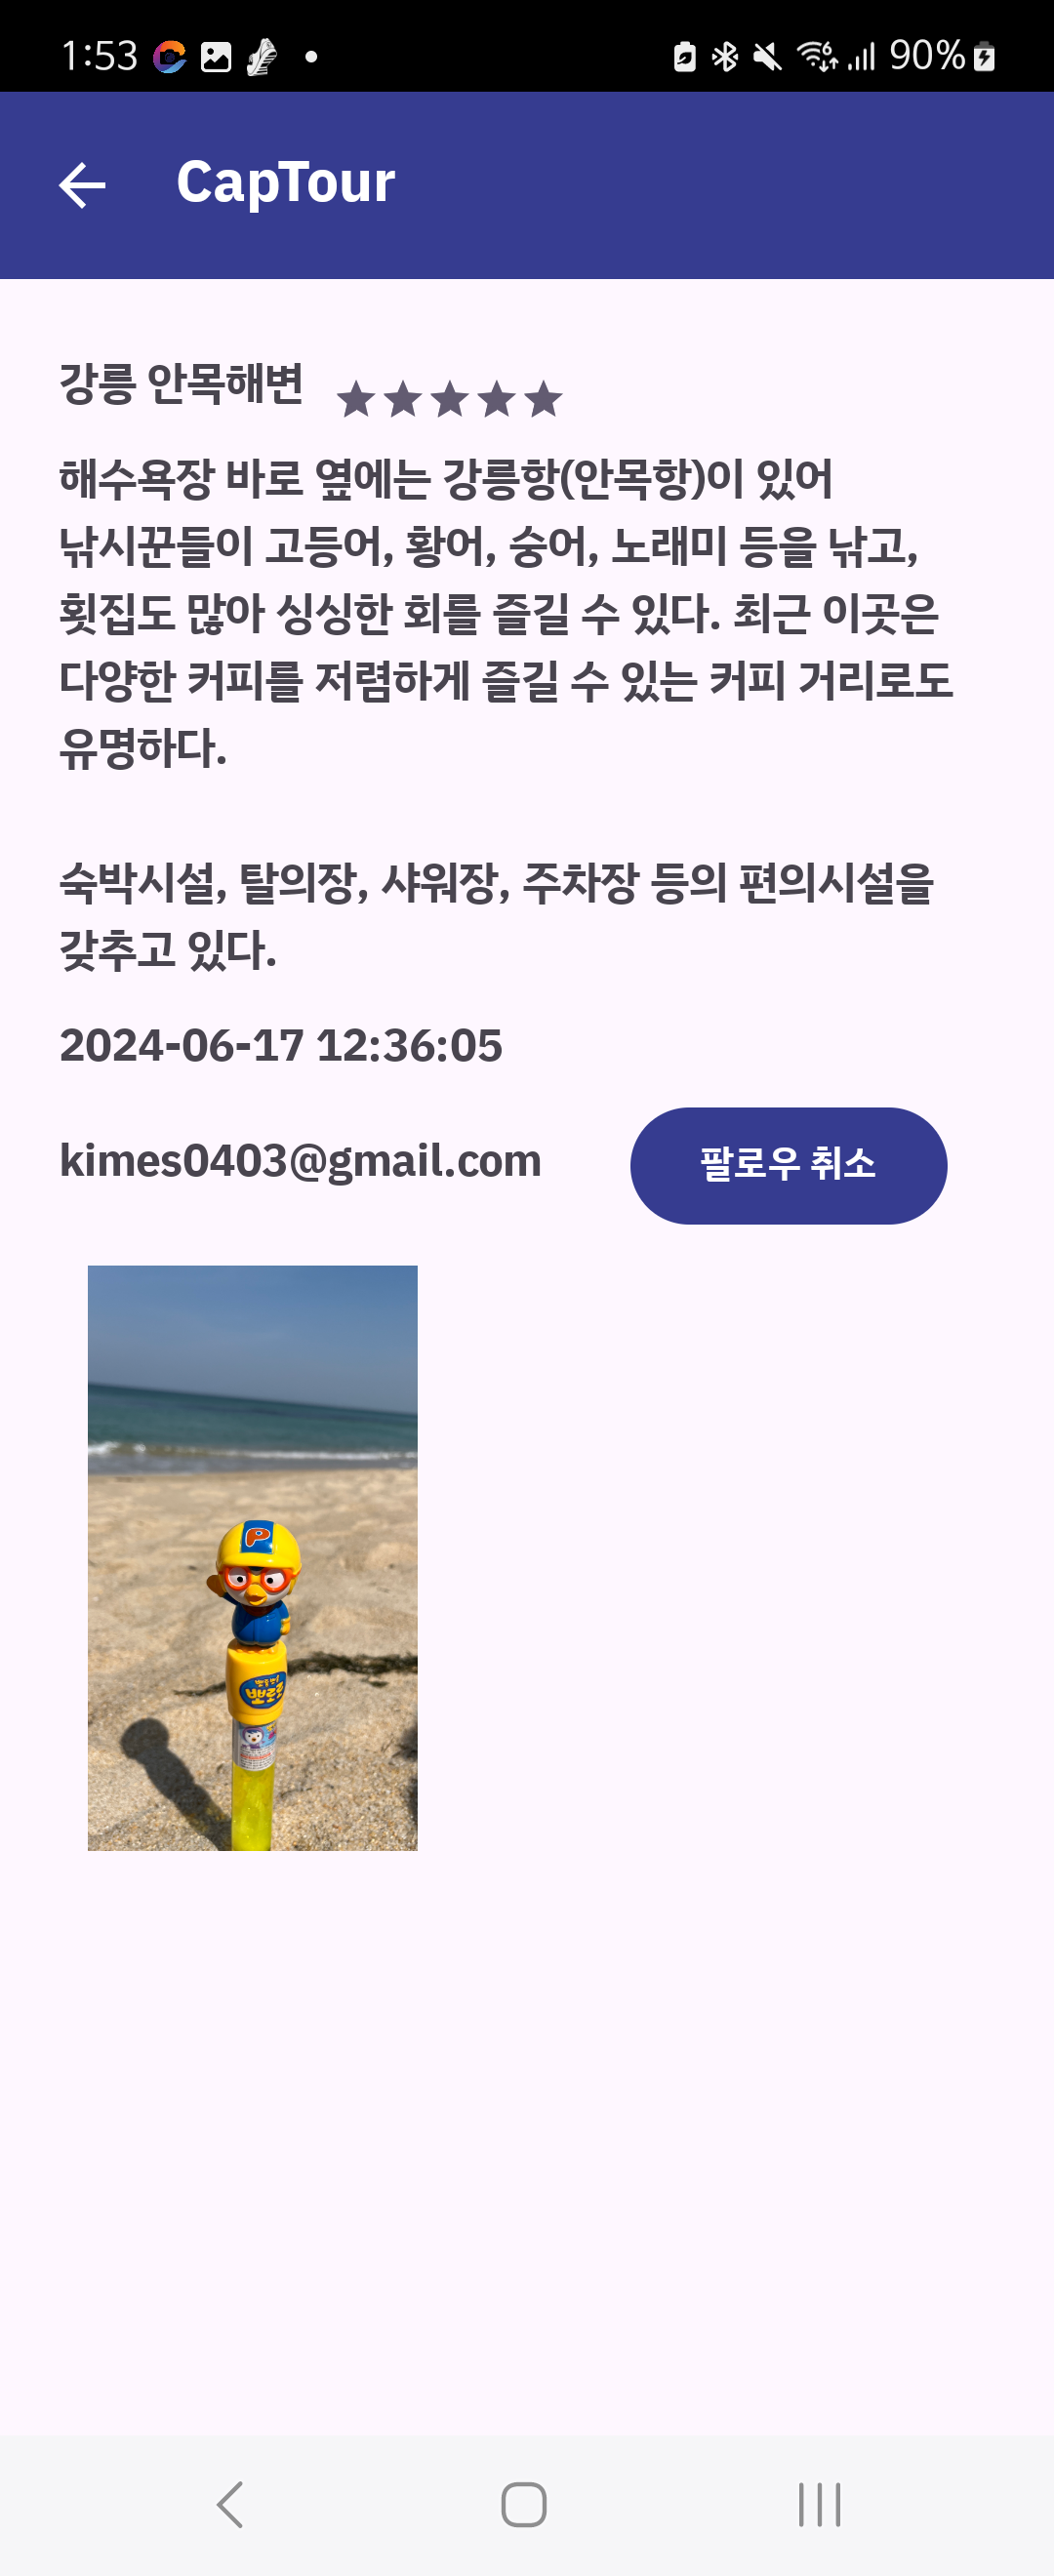 1:53
90%
CapTour
강릉 안목해변
해수욕장 바로 옆에는 강릉항(안목항)이 있어
낚시꾼들이 고등어, 황어, 숭어, 노래미 등을 낚고,
횟집도 많아 싱싱한 회를 즐길 수 있다. 최근 이곳은
다양한 커피를 저렴하게 즐길 수 있는 커피 거리로도
유명하다.
숙박시설, 탈의장, 샤워장, 주차장 등의 편의시설을
갖추고 있다.
2024-06-17 12:36:05
kimes0403@gmail.com
팔로우 취소
P
뽀로로